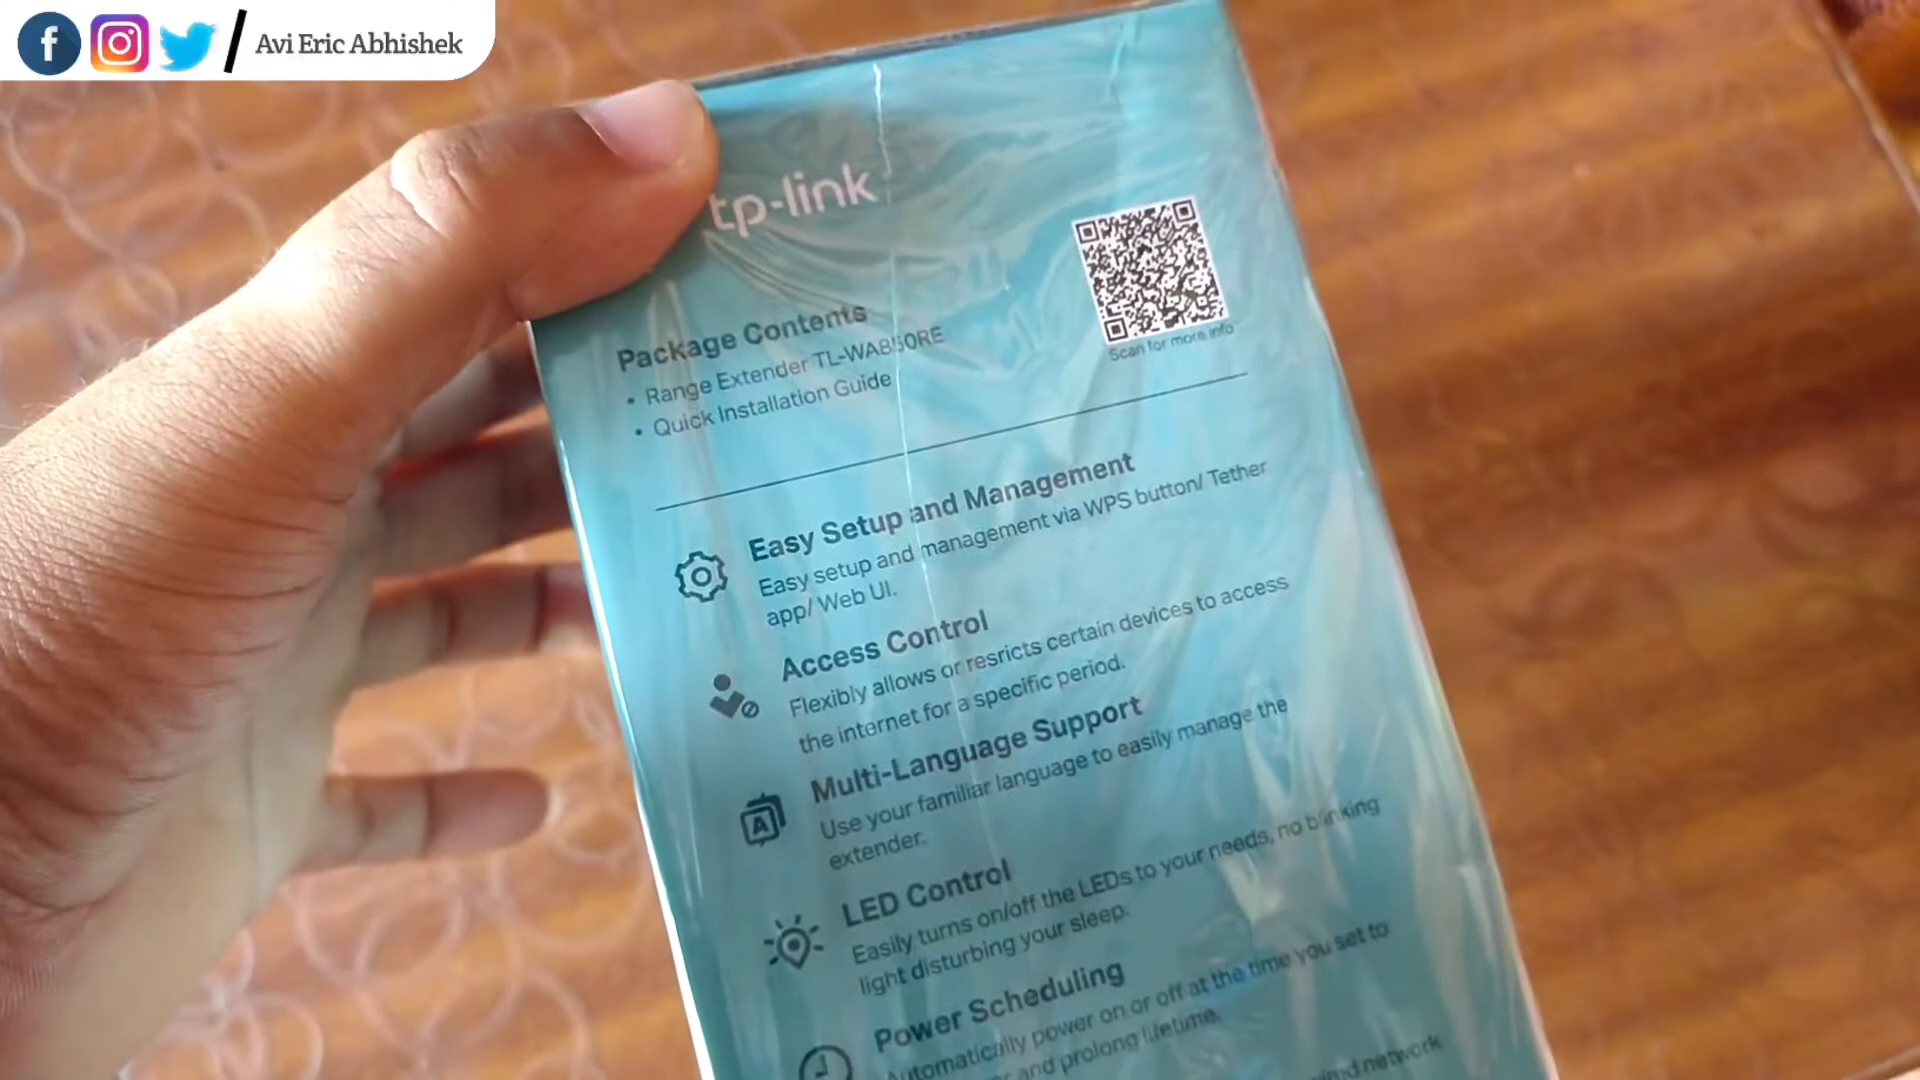 Avi Eric Abhishek
tp-link
Scan for more info
Package Contents
• Range Extender TL-WA850RE
• Quick Installation Guide
Easy Setup and Management
Easy setup and management via WPS button/ Tether
app/ Web UI.
Access Control
Flexibly allows or resricts certain devices to access
the internet for a specific period.
Multi-Language Support
Use your familiar language to easily manage the
extender.
LED Control
Easily turns on/off the LEDs to your needs, no blinking
light disturbing your sleep.
Power Scheduling
Automatically power on or off at the time you set to
and prolong lifetime.
network